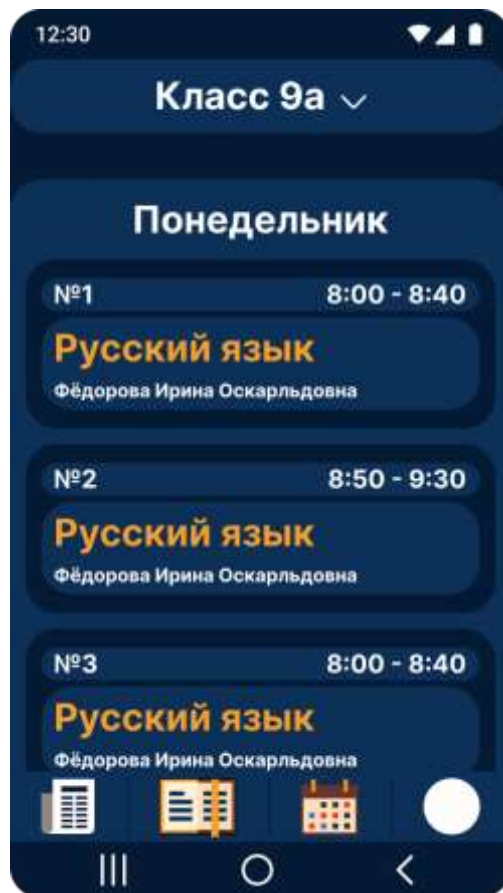 12:30
Класс 9а
Понедельник
№1 8:00 - 8:40
Русский язык
Фёдорова Ирина Оскарльдовна
№2 8:50 - 9:30
Русский язык
Фёдорова Ирина Оскарльдовна
№3 8:00 - 8:40
Русский язык
Фёдорова Ирина Оскарльдовна